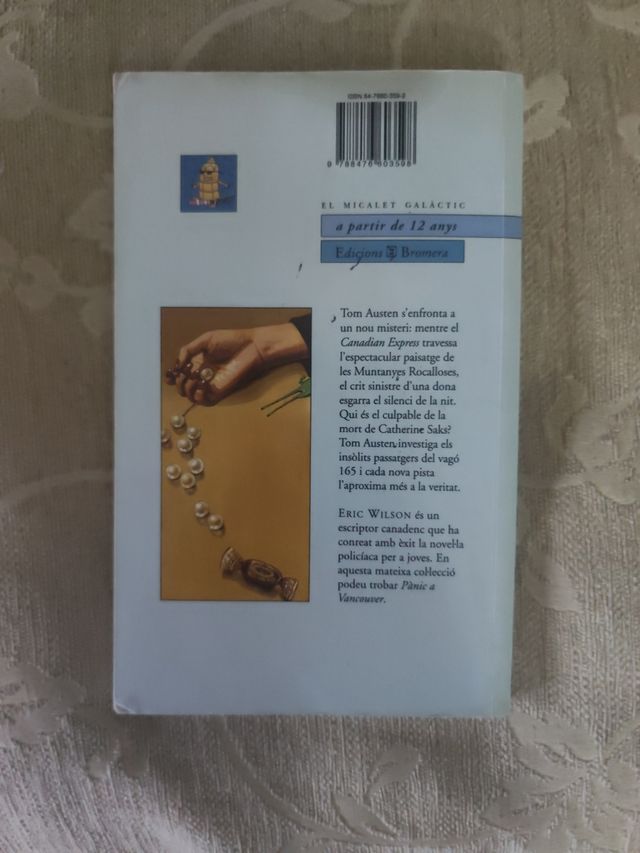 ISBN 84-7660-359-2
9 788476 603598
EL MICALET GALÀCTIC
a partir de 12 anys
Edicions Bromera
Tom Austen s'enfronta a
un nou misteri: mentre el
Canadian Express travessa
l'espectacular paisatge de
les Muntanyes Rocalloses,
el crit sinistre d'una dona
esgarra el silenci de la nit.
Qui és el culpable de la
mort de Catherine Saks?
Tom Austen investiga els
insòlits passatgers del vagó
165 i cada nova pista
l'aproxima més a la veritat.
ERIC WILSON és un
escriptor canadenc que ha
conreat amb èxit la novel·la
policíaca per a joves. En
aquesta mateixa col·lecció
podeu trobar Pànic a
Vancouver.